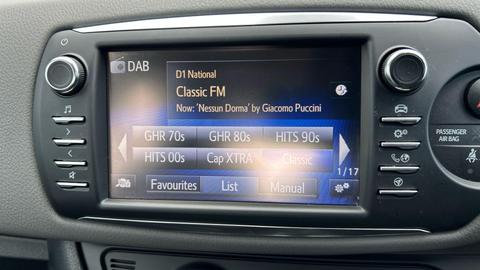 DAB
D1 National
Classic FM
Now: 'Nessun Dorma' by Giacomo Puccini
GHR 70s GHR 80s HITS 90s
HITS 00s Cap XTRA Classic
1/17
Favourites List Manual
PASSENGER
AIR BAG